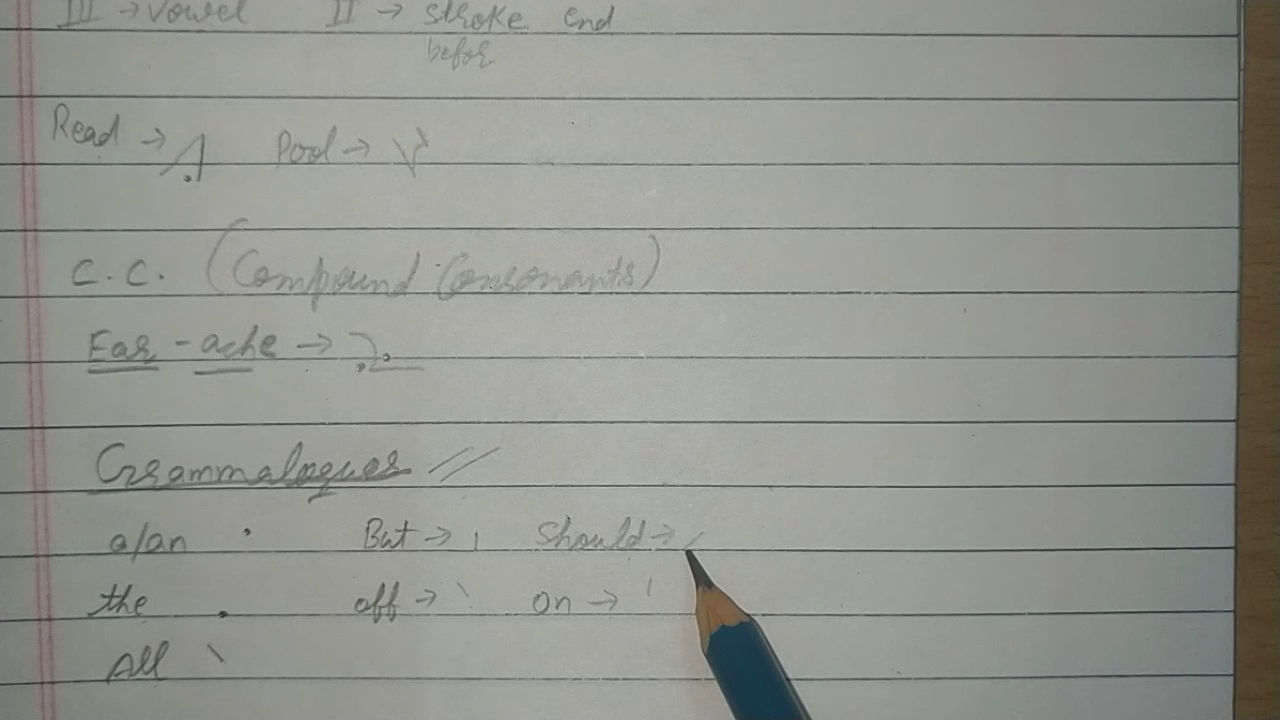 III → vowel II → stroke end
before
Read → Pool →
C.C. (Compound Consonants)
Ear - ache →
Grammalogues //
a/an . But → Should →
the . off → on →
All